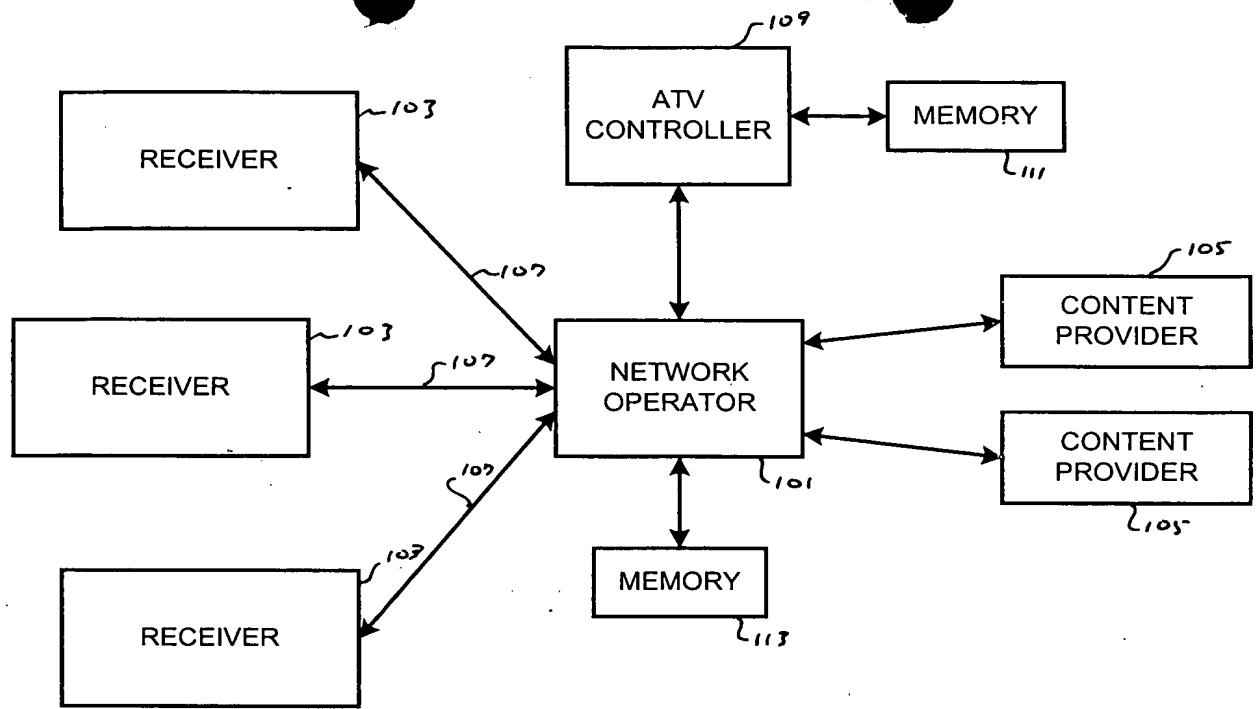 109
ATV
CONTROLLER
MEMORY
111
103
RECEIVER
107
105
CONTENT
PROVIDER
103
RECEIVER
107
NETWORK
OPERATOR
101
CONTENT
PROVIDER
105
107
103
RECEIVER
MEMORY
113